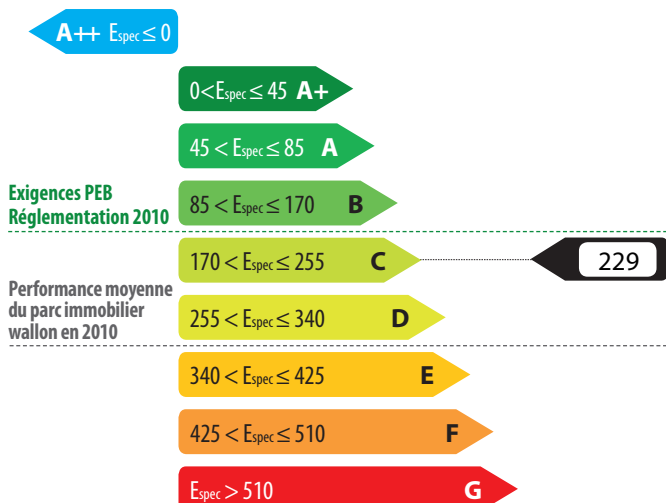 A++ Espec ≤ 0
0<Espec ≤ 45 A+
45 < Espec ≤ 85 A
Exigences PEB
Réglementation 2010
85 < Espec ≤ 170 B
170 < Espec ≤ 255 C
229
Performance moyenne
du parc immobilier
wallon en 2010
255 < Espec ≤ 340 D
340 < Espec ≤ 425 E
425 < Espec ≤ 510 F
Espec > 510 G